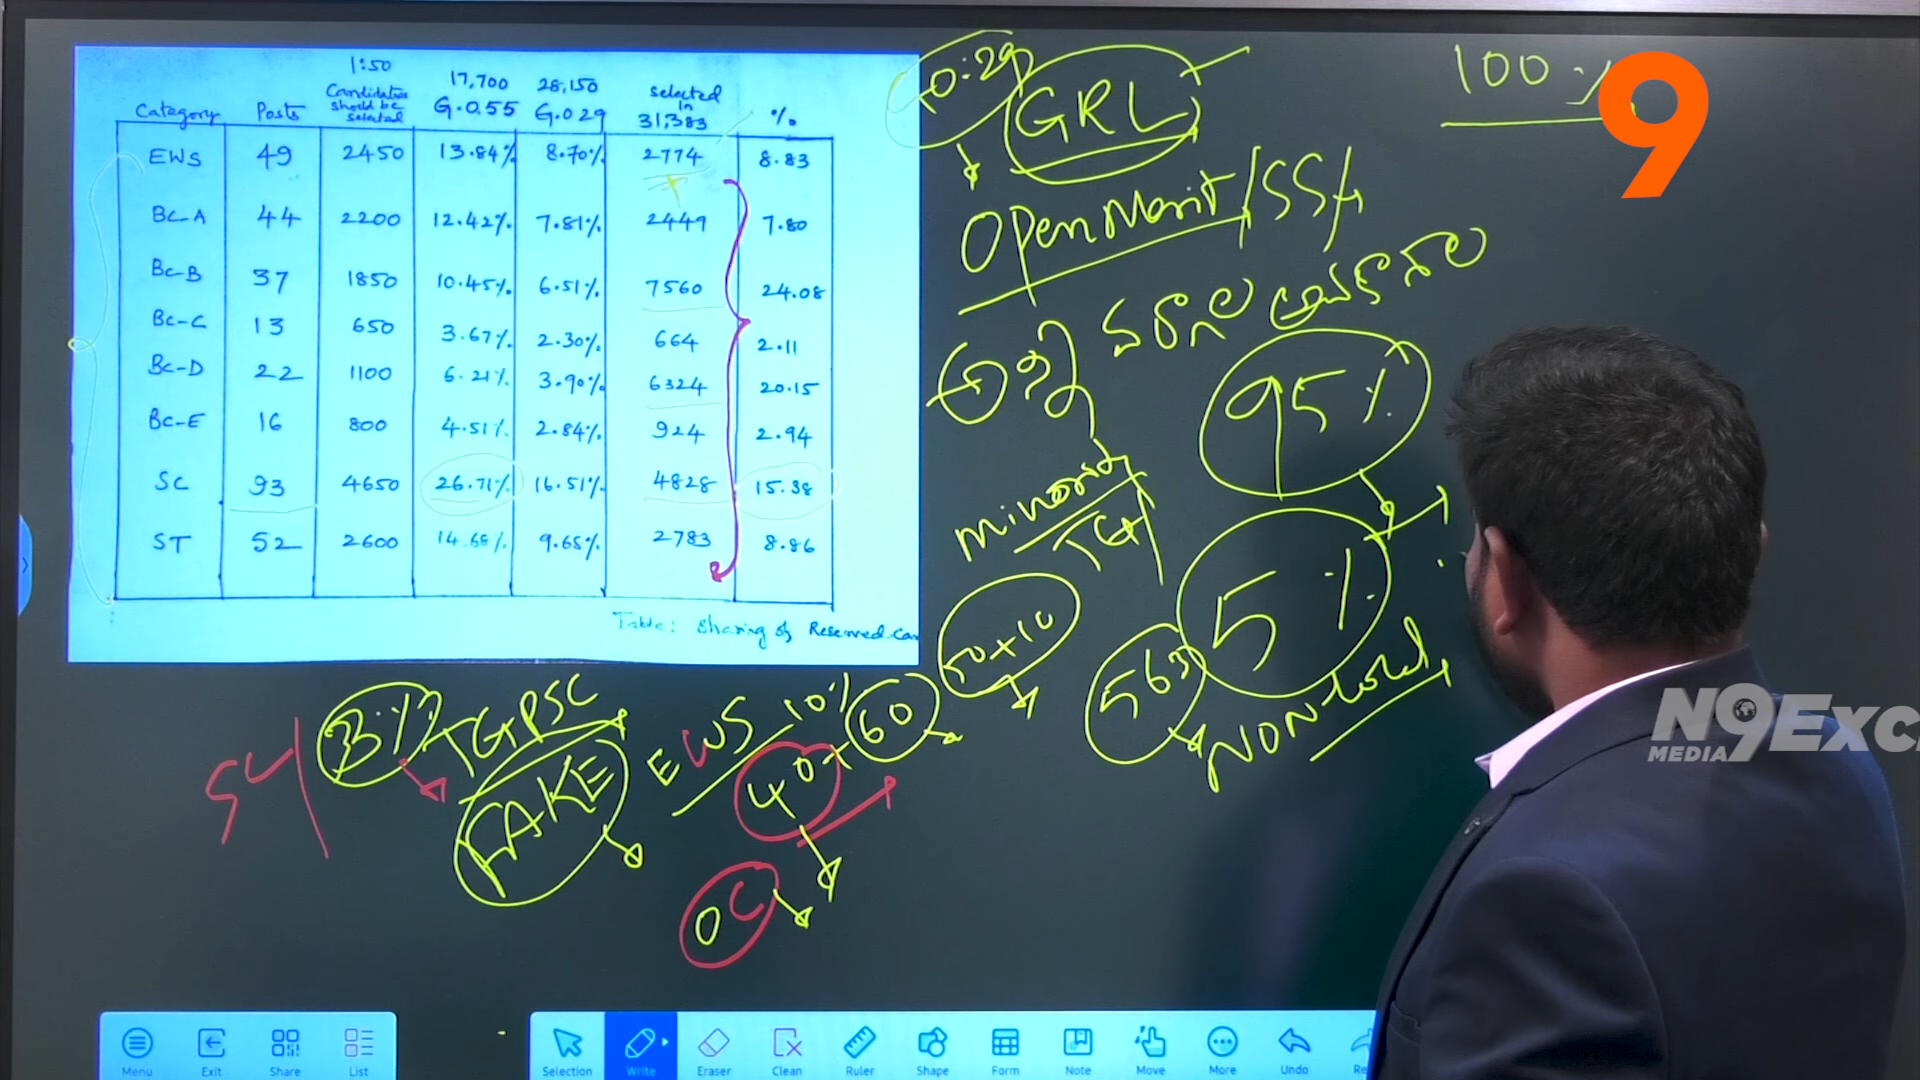 1:50
Candidates should be selected
17,700
28,150
selected in 31,383
Category Posts G.O.55 G.O29 %
EWS 49 2450 13.84% 8.70% 2774 8.83
BC-A 44 2200 12.42% 7.81% 2449 7.80
BC-B 37 1850 10.45% 6.51% 7560 24.08
BC-C 13 650 3.67% 2.30% 664 2.11
BC-D 22 1100 6.21% 3.90% 6324 20.15
BC-E 16 800 4.51% 2.84% 924 2.94
SC 93 4650 26.71% 16.51% 4828 15.38
ST 52 2600 14.68% 9.65% 2783 8.86
Table: Sharing of Reserved
GRL
100 %
9
Open Merit/SS
95%
minority
TG
50+10
5%
563
NON-Local
TGPSC
FAKE
EWS 10%
40+60
OC
N9 MEDIA
Menu Exit Share List
Selection Write Eraser Clean Ruler Shape Form Note Move More Undo